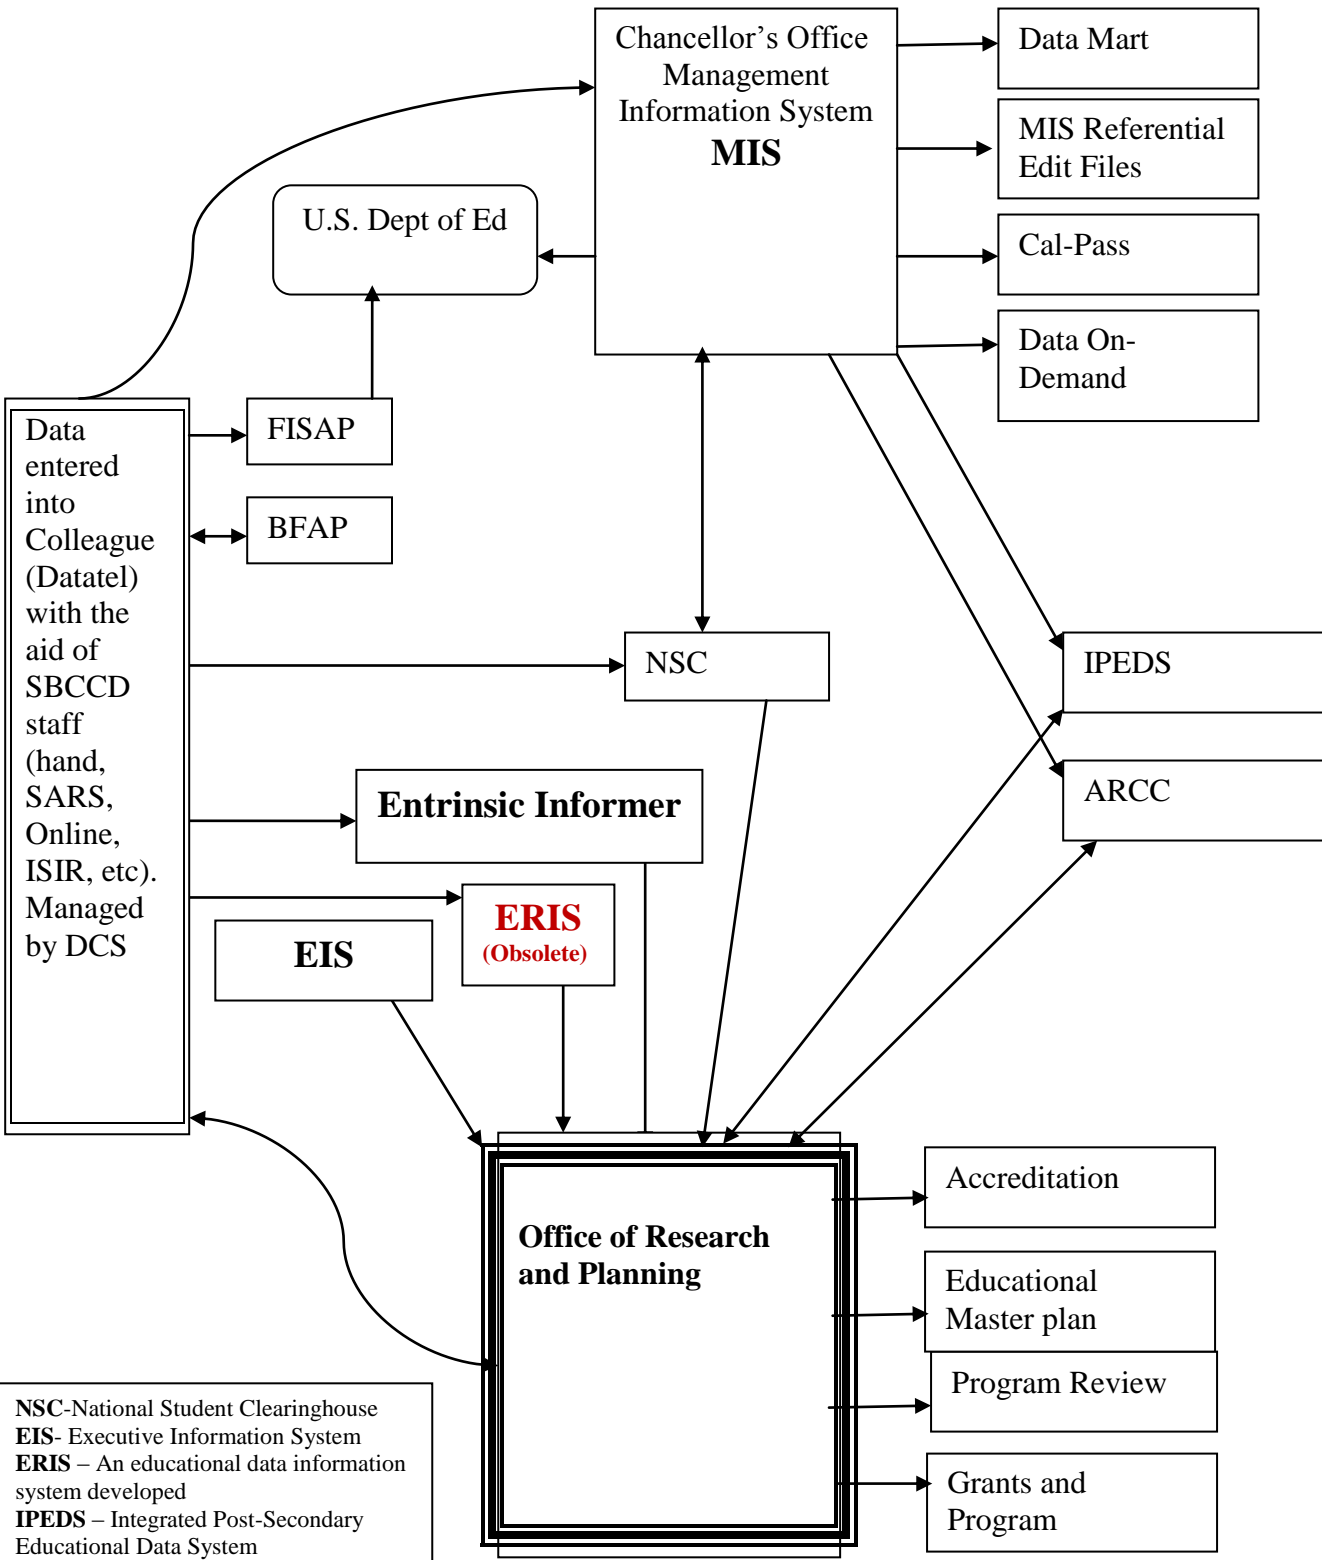 Chancellor’s Office
Management
Information System
MIS
Data Mart
MIS Referential
Edit Files
Cal-Pass
Data On-
Demand
U.S. Dept of Ed
Data
entered
into
Colleague
(Datatel)
with the
aid of
SBCCD
staff
(hand,
SARS,
Online,
ISIR, etc).
Managed
by DCS
FISAP
BFAP
NSC
IPEDS
ARCC
Entrinsic Informer
ERIS
(Obsolete)
EIS
Office of Research
and Planning
Accreditation
Educational
Master plan
Program Review
Grants and
Program
NSC-National Student Clearinghouse
EIS- Executive Information System
ERIS – An educational data information
system developed
IPEDS – Integrated Post-Secondary
Educational Data System